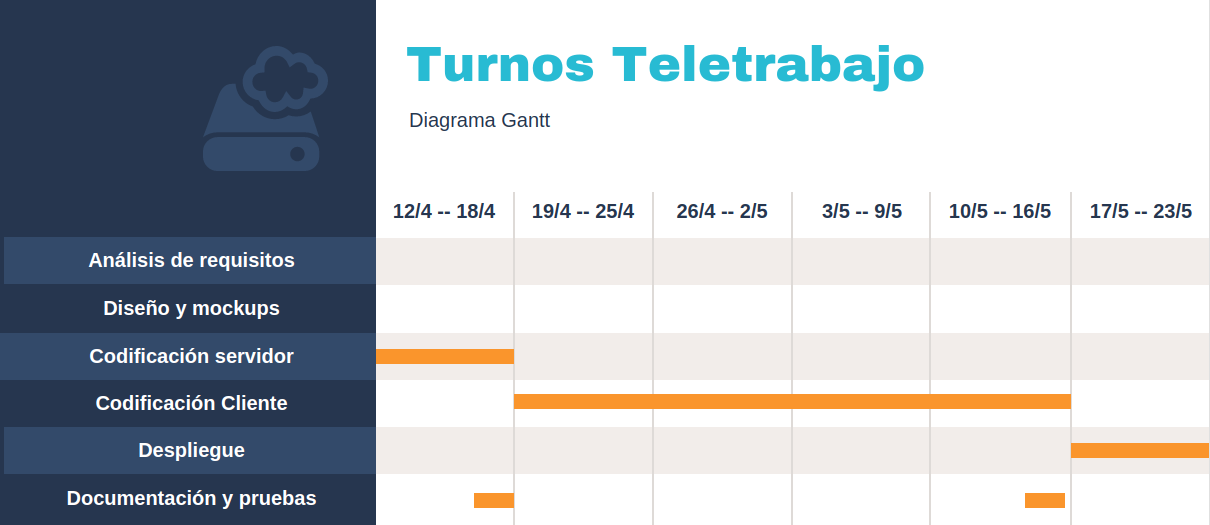 Turnos Teletrabajo
Diagrama Gantt
12/4 -- 18/4 19/4 -- 25/4 26/4 -- 2/5 3/5 -- 9/5 10/5 -- 16/5 17/5 -- 23/5
Análisis de requisitos
Diseño y mockups
Codificación servidor
Codificación Cliente
Despliegue
Documentación y pruebas